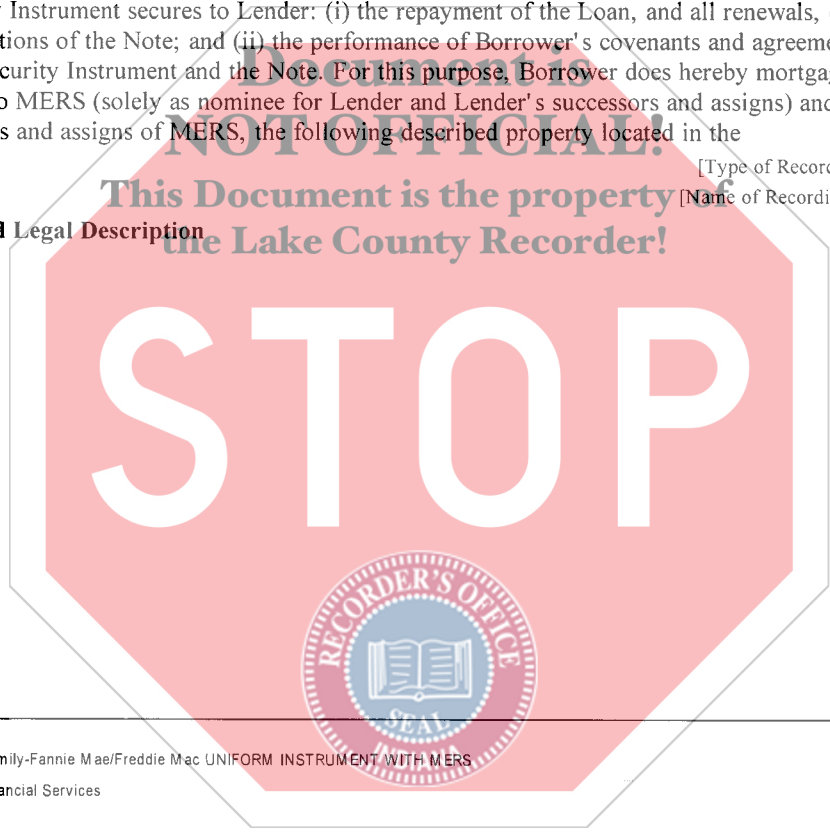 Instrument secures to Lender: (i) the repayment of the Loan, and all renewals,
tions of the Note; and (ii) the performance of Borrower's covenants and agreeme
curity Instrument and the Note. For this purpose, Borrower does hereby mortga
o MERS (solely as nominee for Lender and Lender's successors and assigns) and
s and assigns of MERS, the following described property located in the
[Type of Record
[Name of Recordi
Legal Description
Document is
NOT OFFICIAL!
This Document is the property of
the Lake County Recorder!
STOP
RECORDER'S OFFICE
SEAL
INDIANA
mily-Fannie Mae/Freddie Mac UNIFORM INSTRUMENT WITH MERS
ancial Services